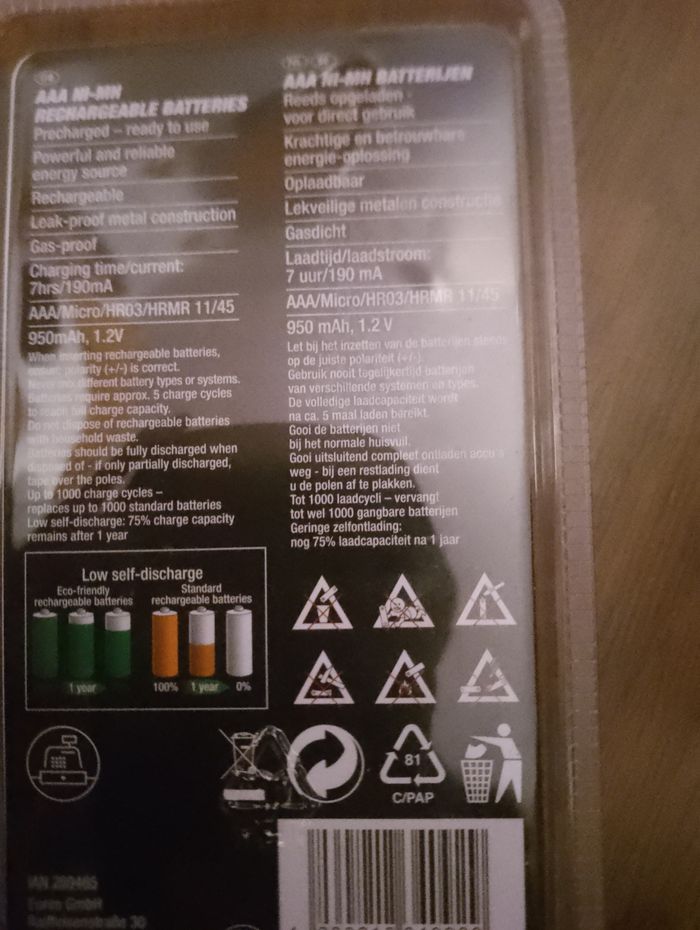 AAA NI-MH
RECHARGEABLE BATTERIES
Precharged – ready to use
Powerful and reliable
energy source
Rechargeable
Leak-proof metal construction
Gas-proof
Charging time/current:
7hrs/190mA
AAA/Micro/HR03/HRMR 11/45
950mAh, 1.2V
When inserting rechargeable batteries,
ensure polarity (+/-) is correct.
Never mix different battery types or systems.
Batteries require approx. 5 charge cycles
to reach full charge capacity.
Do not dispose of rechargeable batteries
with household waste.
Batteries should be fully discharged when
disposed of - if only partially discharged,
tape over the poles.
Up to 1000 charge cycles –
replaces up to 1000 standard batteries
Low self-discharge: 75% charge capacity
remains after 1 year
AAA NI-MH BATTERIJEN
Reeds opgeladen -
voor direct gebruik
Krachtige en betrouwbare
energie-oplossing
Oplaadbaar
Lekveilige metalen constructie
Gasdicht
Laadtijd/laadstroom:
7 uur/190 mA
AAA/Micro/HR03/HRMR 11/45
950 mAh, 1.2 V
Let bij het inzetten van de batterijen steeds
op de juiste polariteit (+/-).
Gebruik nooit tegelijkertijd batterijen
van verschillende systemen en types.
De volledige laadcapaciteit wordt
na ca. 5 maal laden bereikt.
Gooi de batterijen niet
bij het normale huisvuil.
Gooi uitsluitend compleet ontladen accu's
weg - bij een restlading dient
u de polen af te plakken.
Tot 1000 laadcycli – vervangt
tot wel 1000 gangbare batterijen
Geringe zelfontlading:
nog 75% laadcapaciteit na 1 jaar
Low self-discharge
Eco-friendly
rechargeable batteries
Standard
rechargeable batteries
1 year
100% 1 year 0%
81
C/PAP
IAN
GmbH
Raiffeisenstraße 30